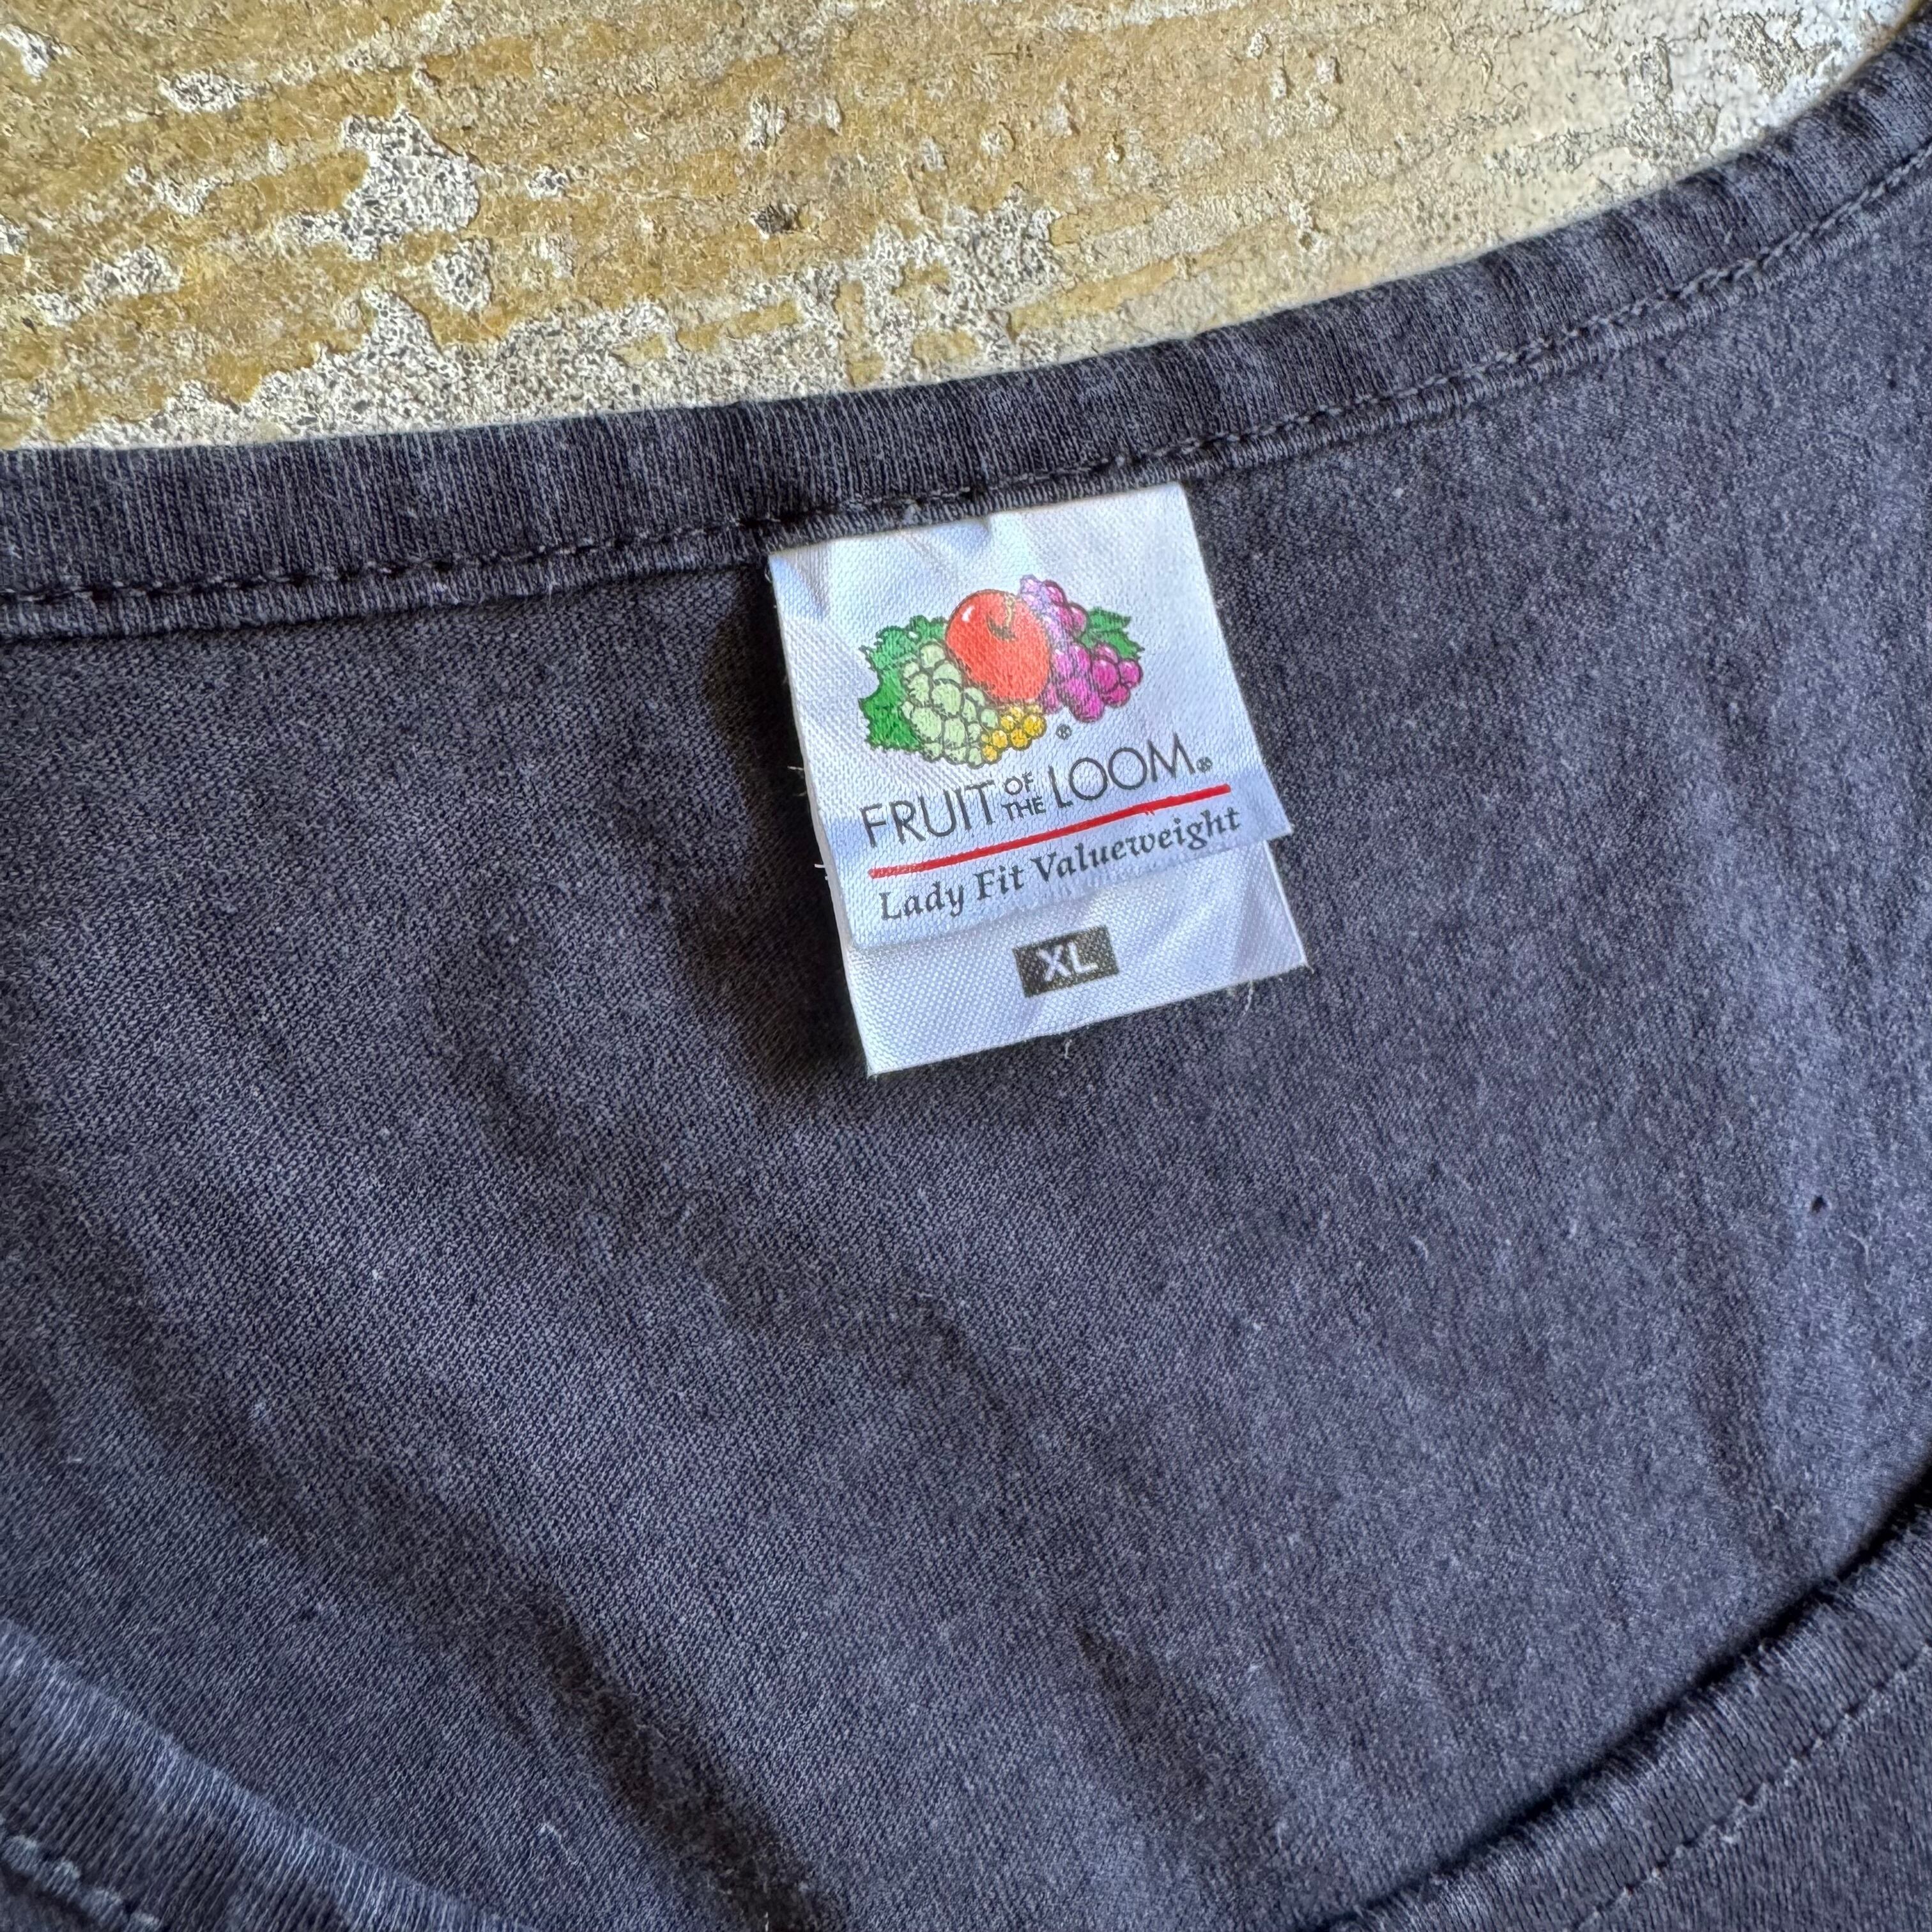 ®
FRUIT OF THE LOOM®
Lady Fit Valueweight
XL